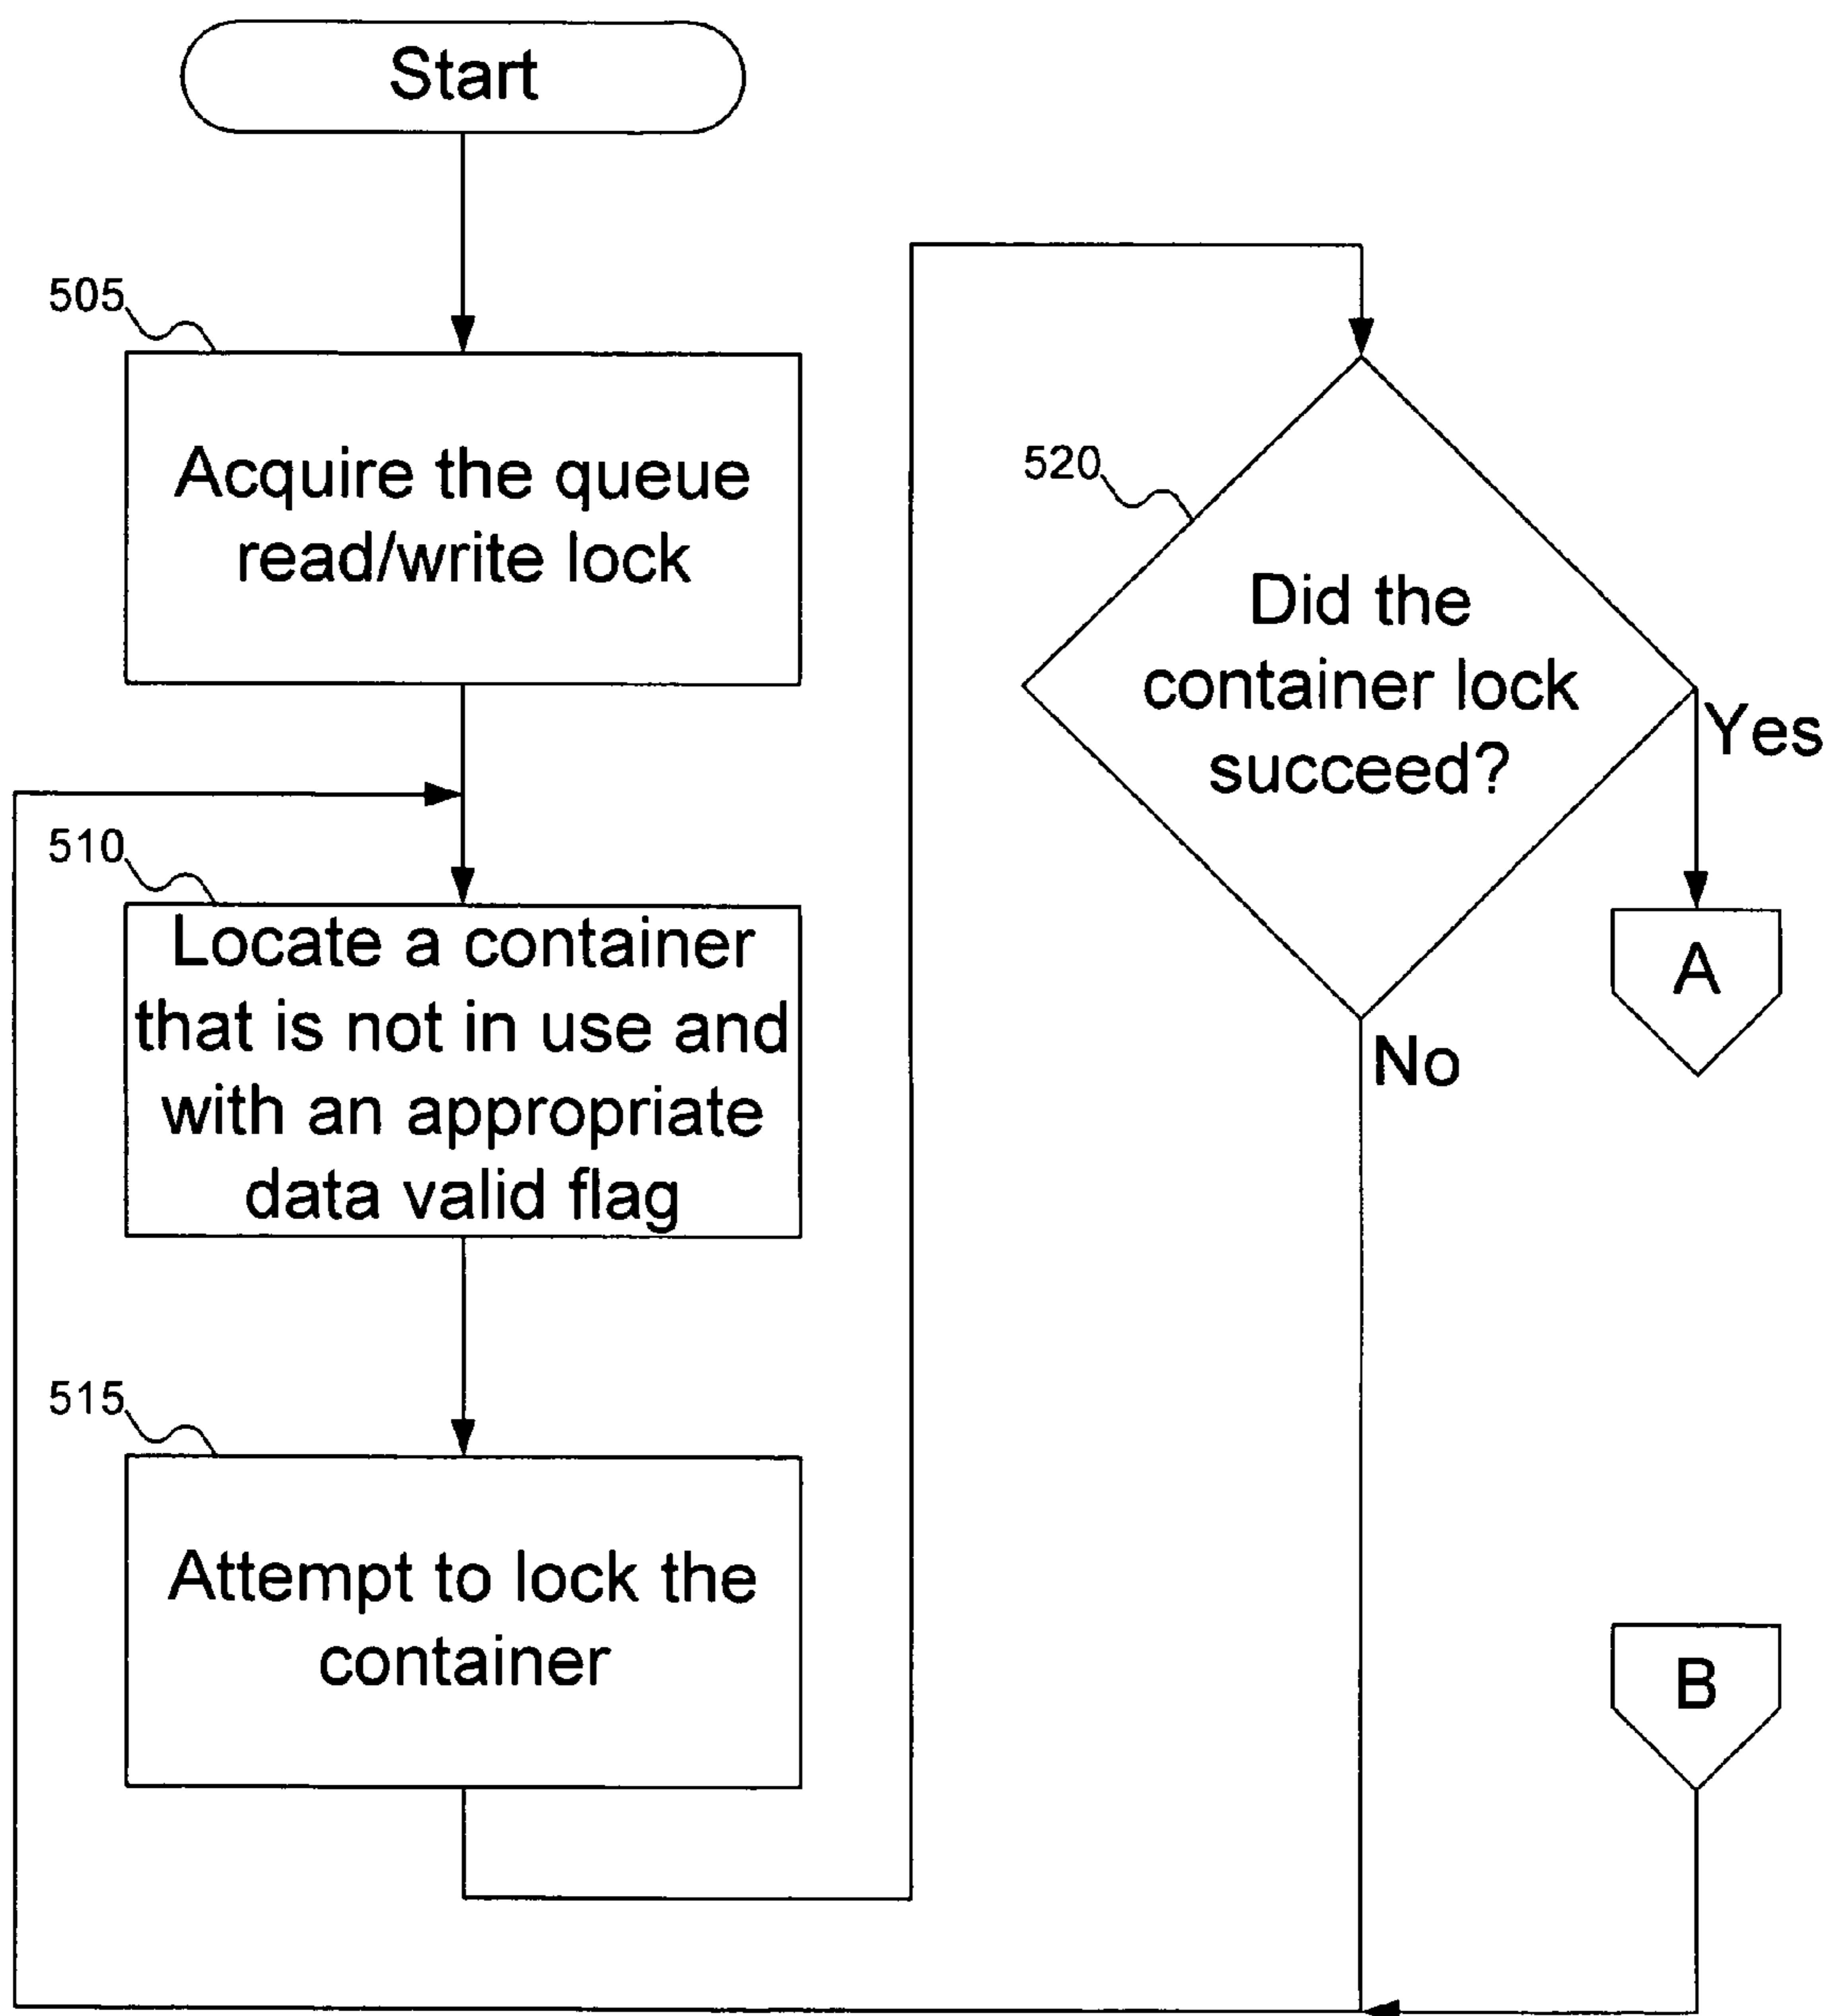 Start
505
Acquire the queue
read/write lock
510
Locate a container
that is not in use and
with an appropriate
data valid flag
515
Attempt to lock the
container
520
Did the
container lock
succeed?
Yes
No
A
B